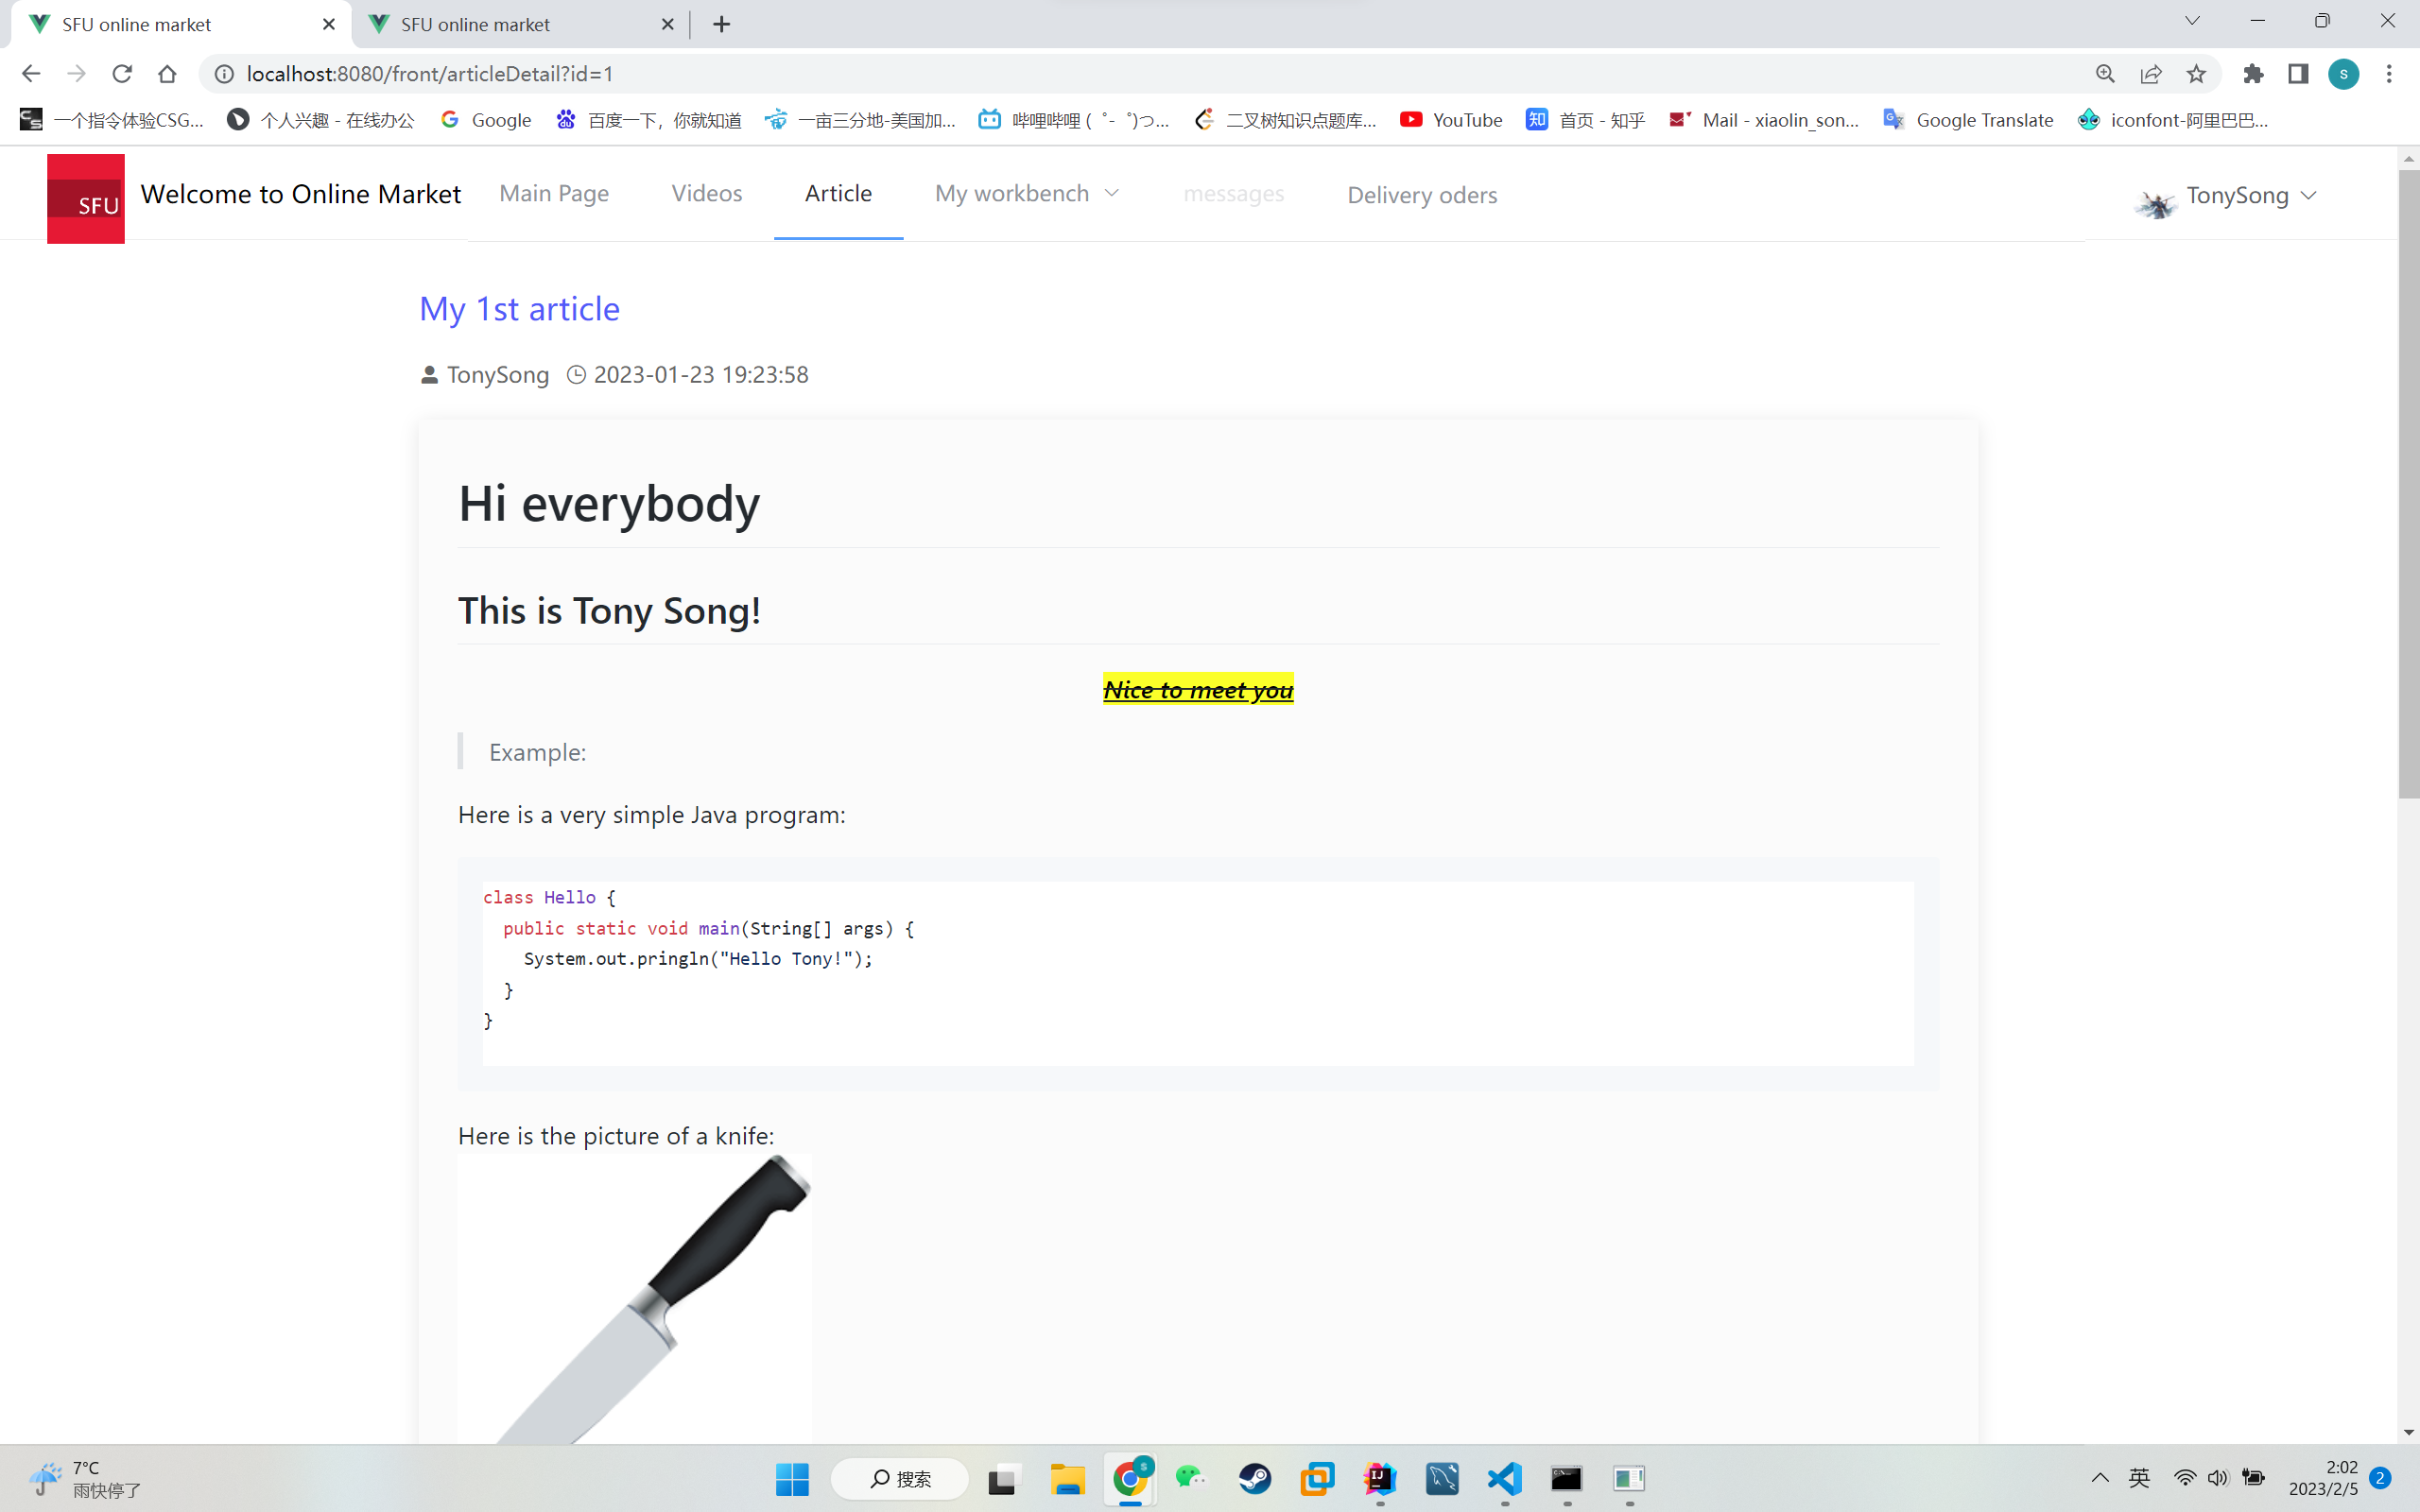 SFU online market
SFU online market
localhost:8080/front/articleDetail?id=1
S
一个指令体验CSG...
个人兴趣 - 在线办公
Google
百度一下，你就知道
一亩三分地-美国加...
哔哩哔哩 ( ゜- ゜)つ...
二叉树知识点题库...
YouTube
知
首页 - 知乎
Mail - xiaolin_son...
Google Translate
iconfont-阿里巴巴...
SFU
Welcome to Online Market
Main Page
Videos
Article
My workbench
messages
Delivery oders
TonySong
My 1st article
TonySong 2023-01-23 19:23:58
Hi everybody
This is Tony Song!
Nice to meet you
Example:
Here is a very simple Java program:
class Hello {
  public static void main(String[] args) {
    System.out.pringln("Hello Tony!");
  }
}
Here is the picture of a knife:
7°C
雨快停了
搜索
英
2:02
2023/2/5
2